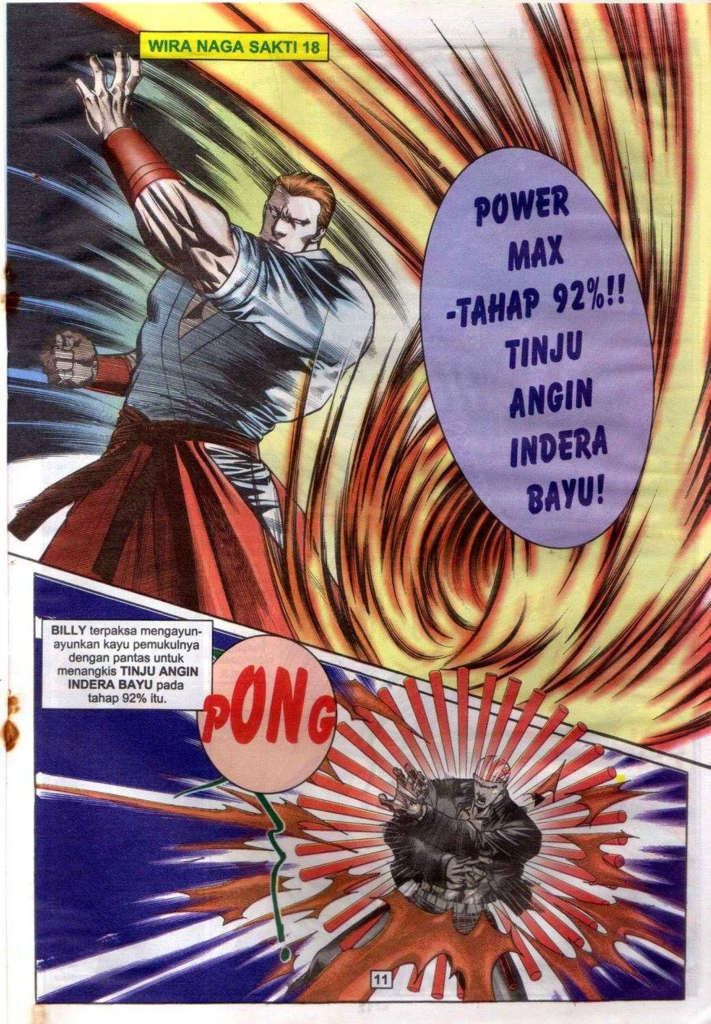 WIRA NAGA SAKTI 18
POWER
MAX
-TAHAP 92%!!
TINJU
ANGIN
INDERA
BAYU!
BILLY terpaksa mengayun-
ayunkan kayu pemukulnya
dengan pantas untuk
menangkis TINJU ANGIN
INDERA BAYU pada
tahap 92% itu.
PONG
11